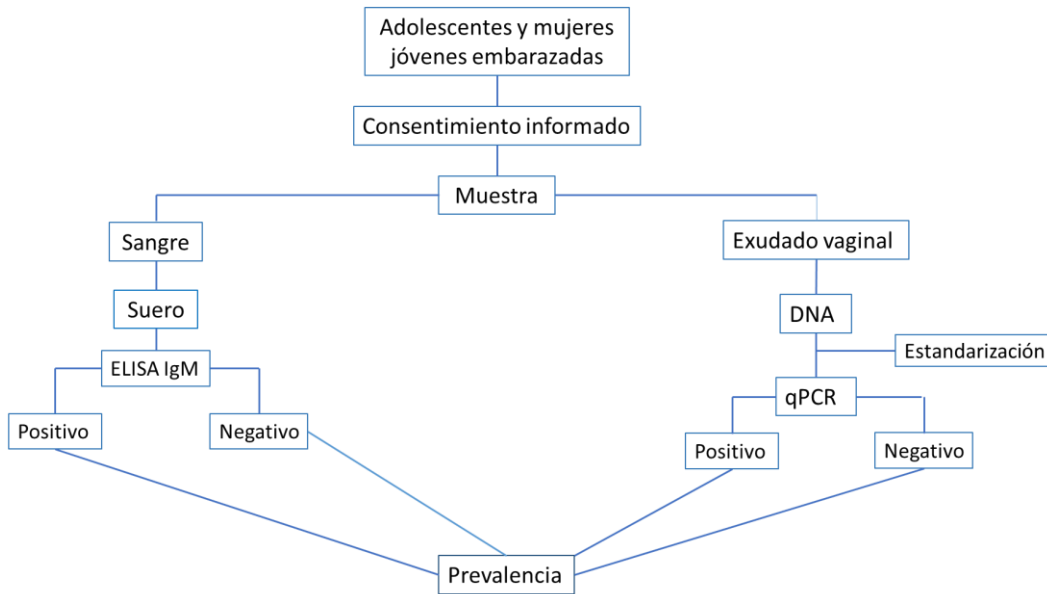 Adolescentes y mujeres
jóvenes embarazadas
Consentimiento informado
Muestra
Sangre
Exudado vaginal
Suero
DNA
Estandarización
ELISA IgM
qPCR
Positivo
Negativo
Positivo
Negativo
Prevalencia